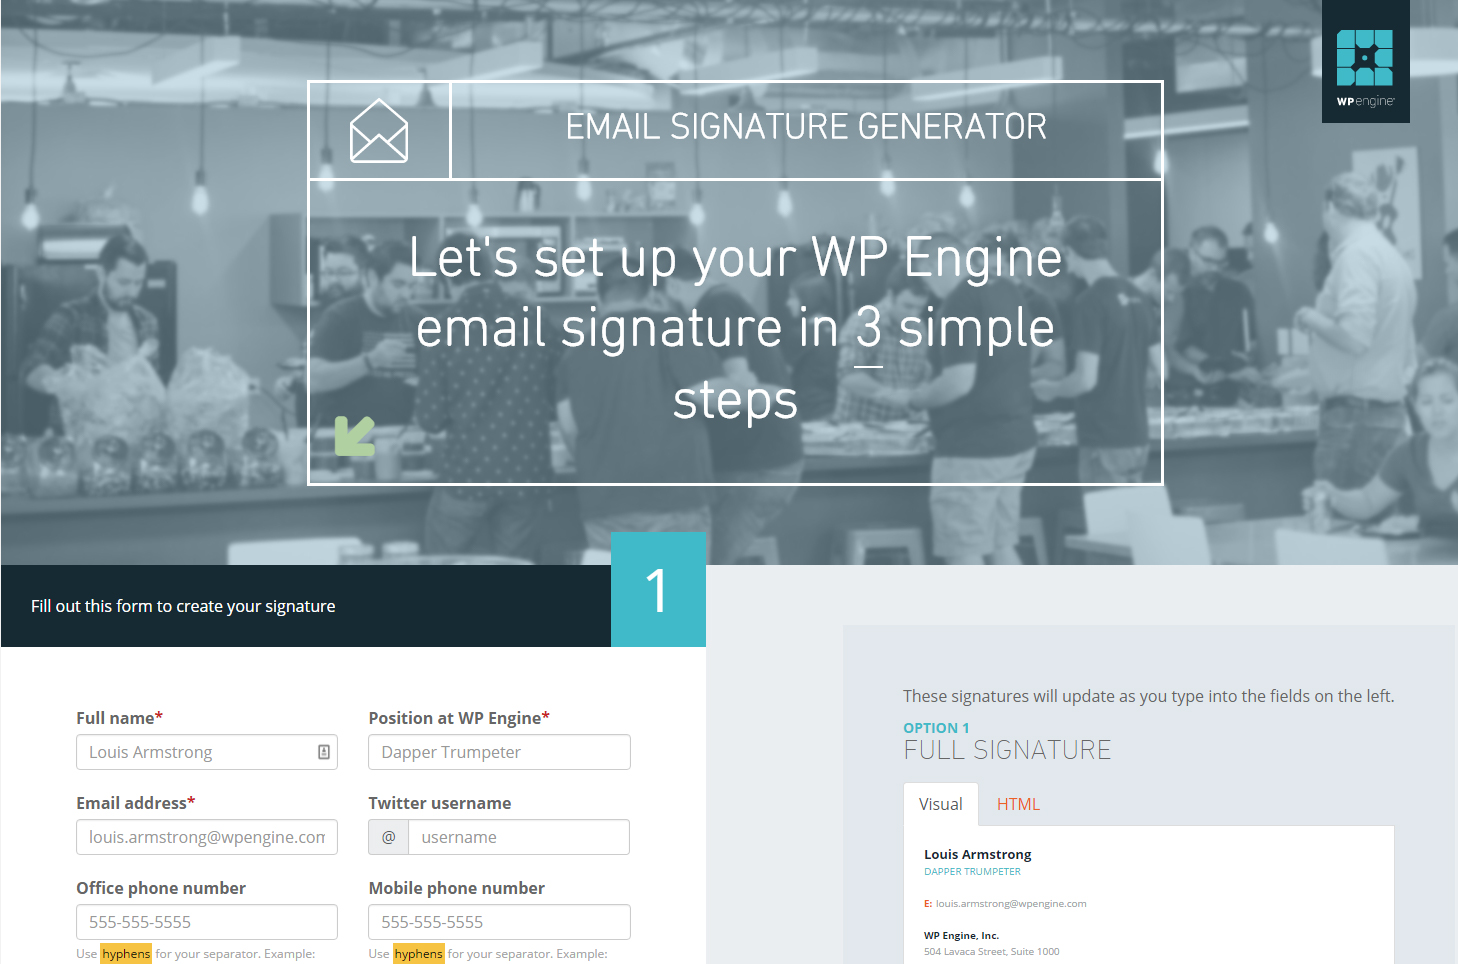 WPengine
EMAIL SIGNATURE GENERATOR
Let's set up your WP Engine
email signature in 3 simple
steps
1
Fill out this form to create your signature
Full name*
Louis Armstrong
Position at WP Engine*
Dapper Trumpeter
Email address*
louis.armstrong@wpengine.com
Twitter username
@ username
Office phone number
555-555-5555
Use hyphens for your separator. Example:
Mobile phone number
555-555-5555
Use hyphens for your separator. Example:
These signatures will update as you type into the fields on the left.
OPTION 1
FULL SIGNATURE
Visual HTML
Louis Armstrong
DAPPER TRUMPETER
E: louis.armstrong@wpengine.com
WP Engine, Inc.
504 Lavaca Street, Suite 1000